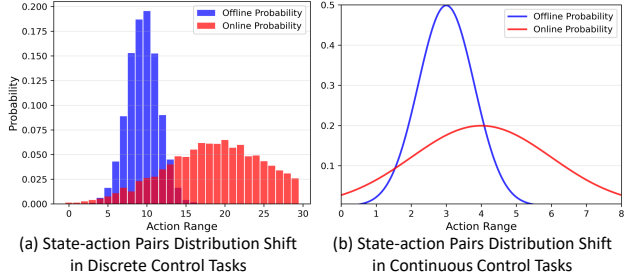 0.200
0.175
0.150
0.125
0.100
0.075
0.050
0.025
0.000
Probability
Offline Probability
Online Probability
0 5 10 15 20 25 30
Action Range
(a) State-action Pairs Distribution Shift
in Discrete Control Tasks
0.5
0.4
0.3
0.2
0.1
Offline Probability
Online Probability
0 1 2 3 4 5 6 7 8
Action Range
(b) State-action Pairs Distribution Shift
in Continuous Control Tasks